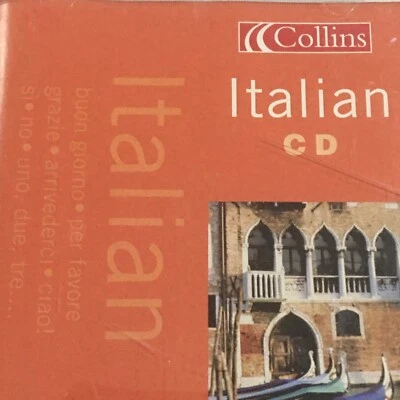 Collins
Italian
CD
Italian
buon giorno • per favore
grazie • arrivederci • ciao!
sì • no • uno, due, tre....